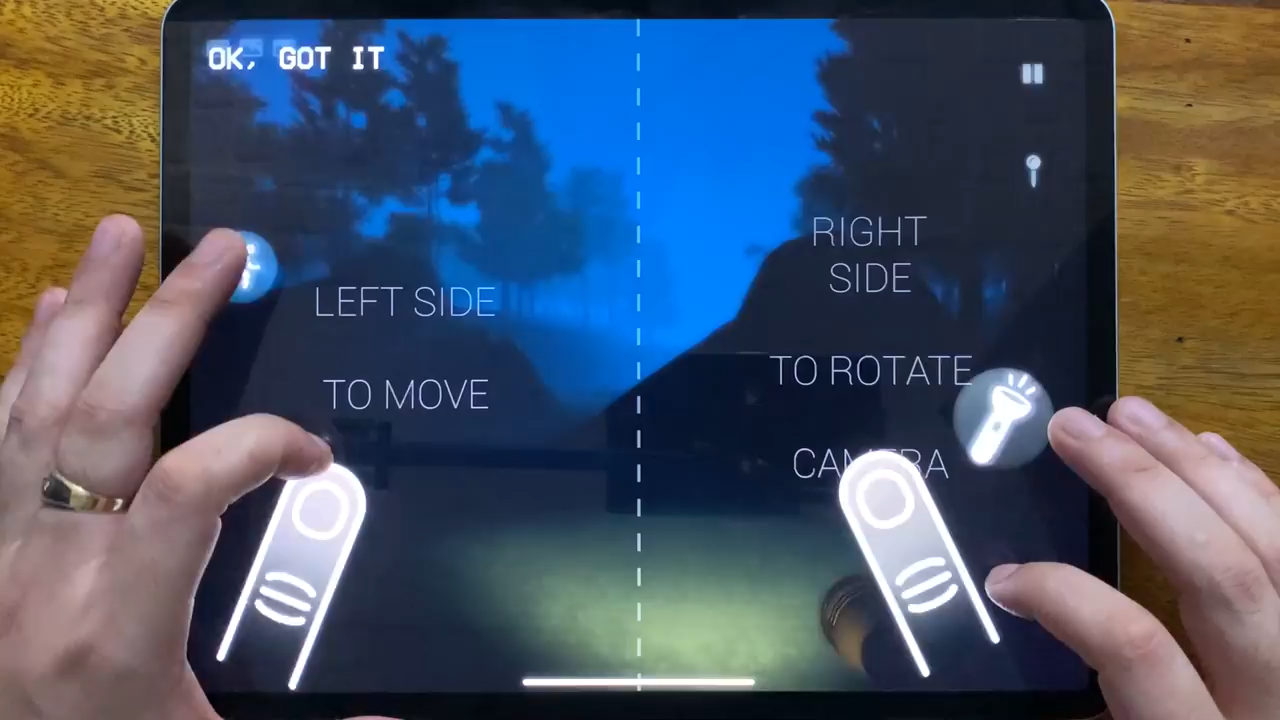 OK, GOT IT
LEFT SIDE
TO MOVE
RIGHT
SIDE
TO ROTATE
CAMERA